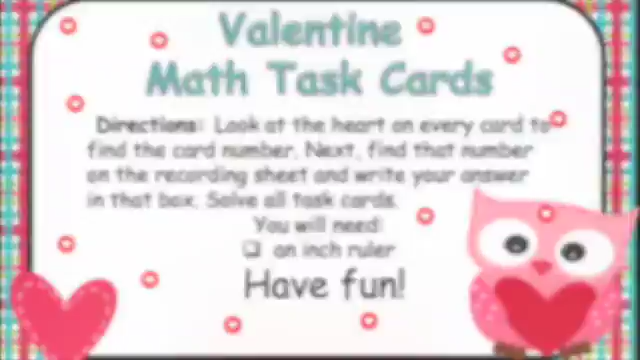 Valentine
Math Task Cards
Directions: Look at the heart on every card to
find the card number. Next, find that number
on the recording sheet and write your answer
in that box. Solve all task cards.
You will need:
❑ an inch ruler
Have fun!